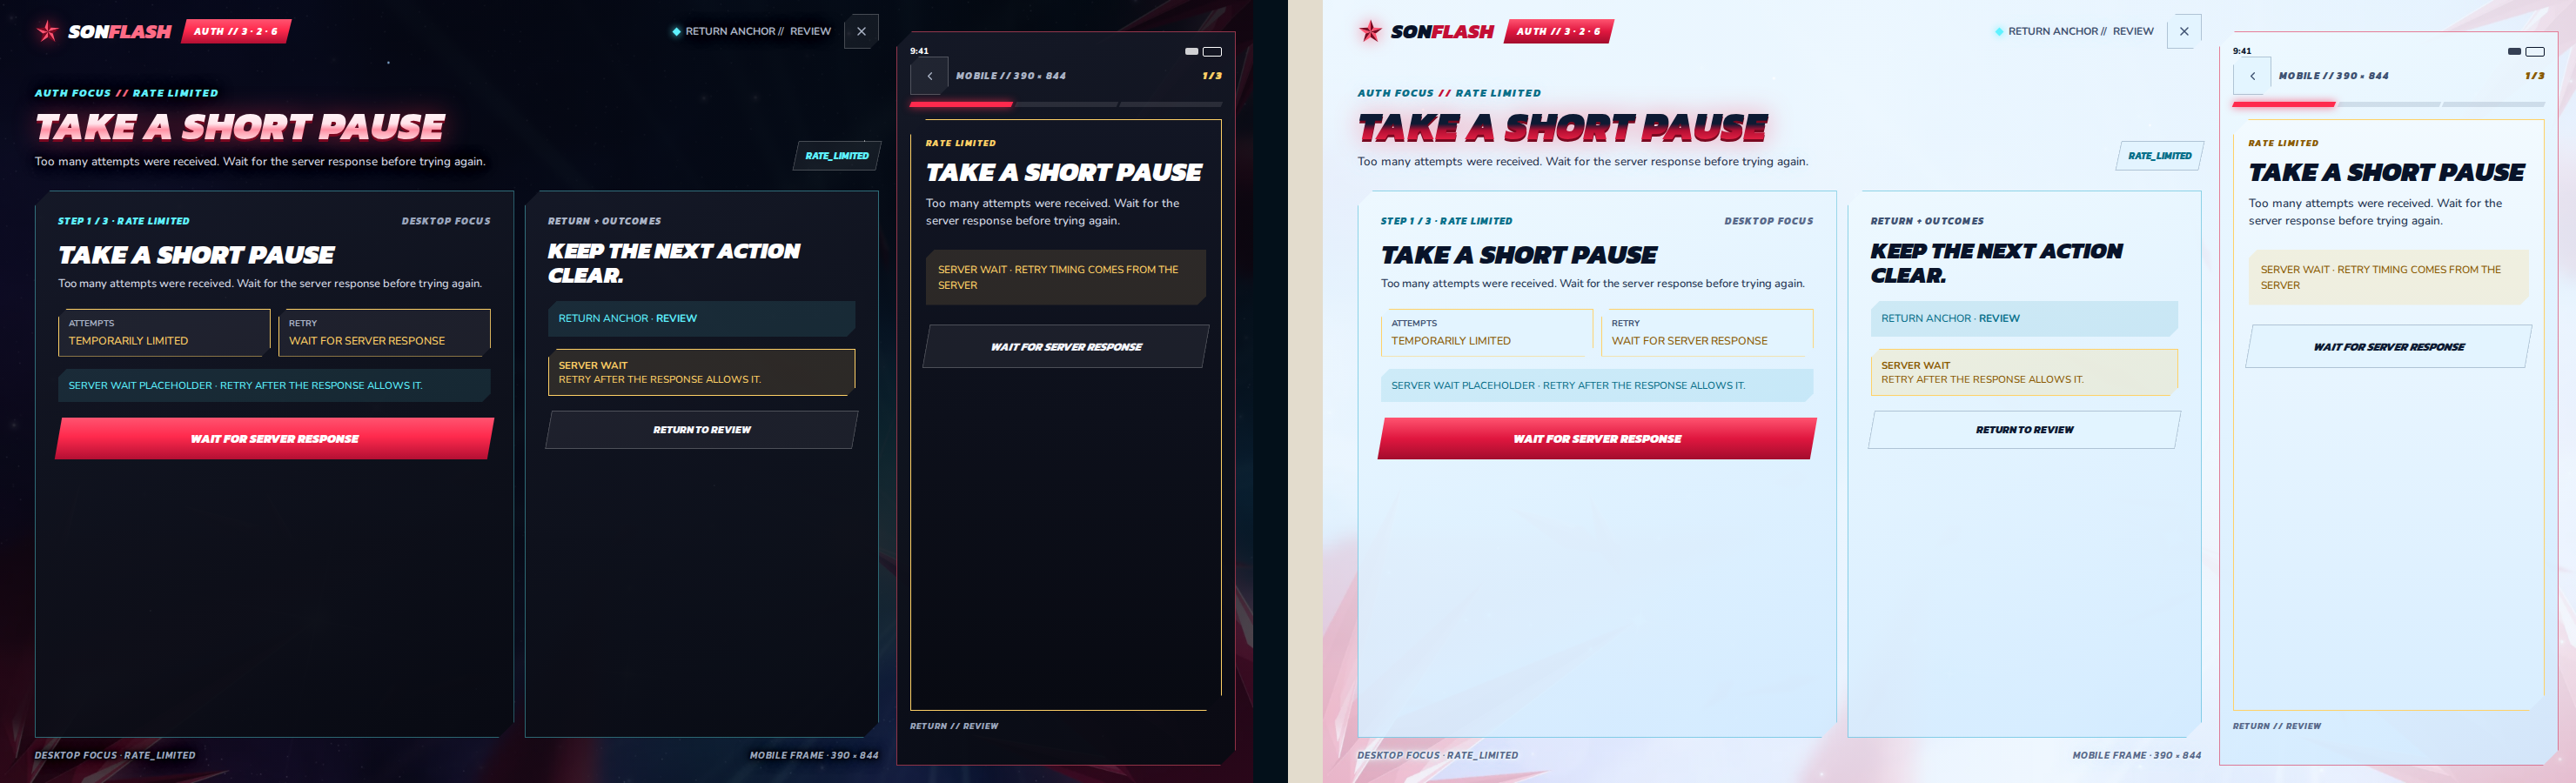 SONFLASH
AUTH // 3 · 2 · 6
RETURN ANCHOR // REVIEW
AUTH FOCUS // RATE LIMITED
TAKE A SHORT PAUSE
Too many attempts were received. Wait for the server response before trying again.
RATE_LIMITED
STEP 1 / 3 · RATE LIMITED
DESKTOP FOCUS
TAKE A SHORT PAUSE
Too many attempts were received. Wait for the server response before trying again.
ATTEMPTS
TEMPORARILY LIMITED
RETRY
WAIT FOR SERVER RESPONSE
SERVER WAIT PLACEHOLDER · RETRY AFTER THE RESPONSE ALLOWS IT.
WAIT FOR SERVER RESPONSE
RETURN + OUTCOMES
KEEP THE NEXT ACTION
CLEAR.
RETURN ANCHOR · REVIEW
SERVER WAIT
RETRY AFTER THE RESPONSE ALLOWS IT.
RETURN TO REVIEW
DESKTOP FOCUS · RATE_LIMITED
MOBILE FRAME · 390 × 844
9:41
MOBILE // 390 × 844
1/3
RATE LIMITED
TAKE A SHORT PAUSE
Too many attempts were received. Wait for the
server response before trying again.
SERVER WAIT · RETRY TIMING COMES FROM THE
SERVER
WAIT FOR SERVER RESPONSE
RETURN // REVIEW
SONFLASH
AUTH // 3 · 2 · 6
RETURN ANCHOR // REVIEW
AUTH FOCUS // RATE LIMITED
TAKE A SHORT PAUSE
Too many attempts were received. Wait for the server response before trying again.
RATE_LIMITED
STEP 1 / 3 · RATE LIMITED
DESKTOP FOCUS
TAKE A SHORT PAUSE
Too many attempts were received. Wait for the server response before trying again.
ATTEMPTS
TEMPORARILY LIMITED
RETRY
WAIT FOR SERVER RESPONSE
SERVER WAIT PLACEHOLDER · RETRY AFTER THE RESPONSE ALLOWS IT.
WAIT FOR SERVER RESPONSE
RETURN + OUTCOMES
KEEP THE NEXT ACTION
CLEAR.
RETURN ANCHOR · REVIEW
SERVER WAIT
RETRY AFTER THE RESPONSE ALLOWS IT.
RETURN TO REVIEW
DESKTOP FOCUS · RATE_LIMITED
MOBILE FRAME · 390 × 844
9:41
MOBILE // 390 × 844
1/3
RATE LIMITED
TAKE A SHORT PAUSE
Too many attempts were received. Wait for the
server response before trying again.
SERVER WAIT · RETRY TIMING COMES FROM THE
SERVER
WAIT FOR SERVER RESPONSE
RETURN // REVIEW